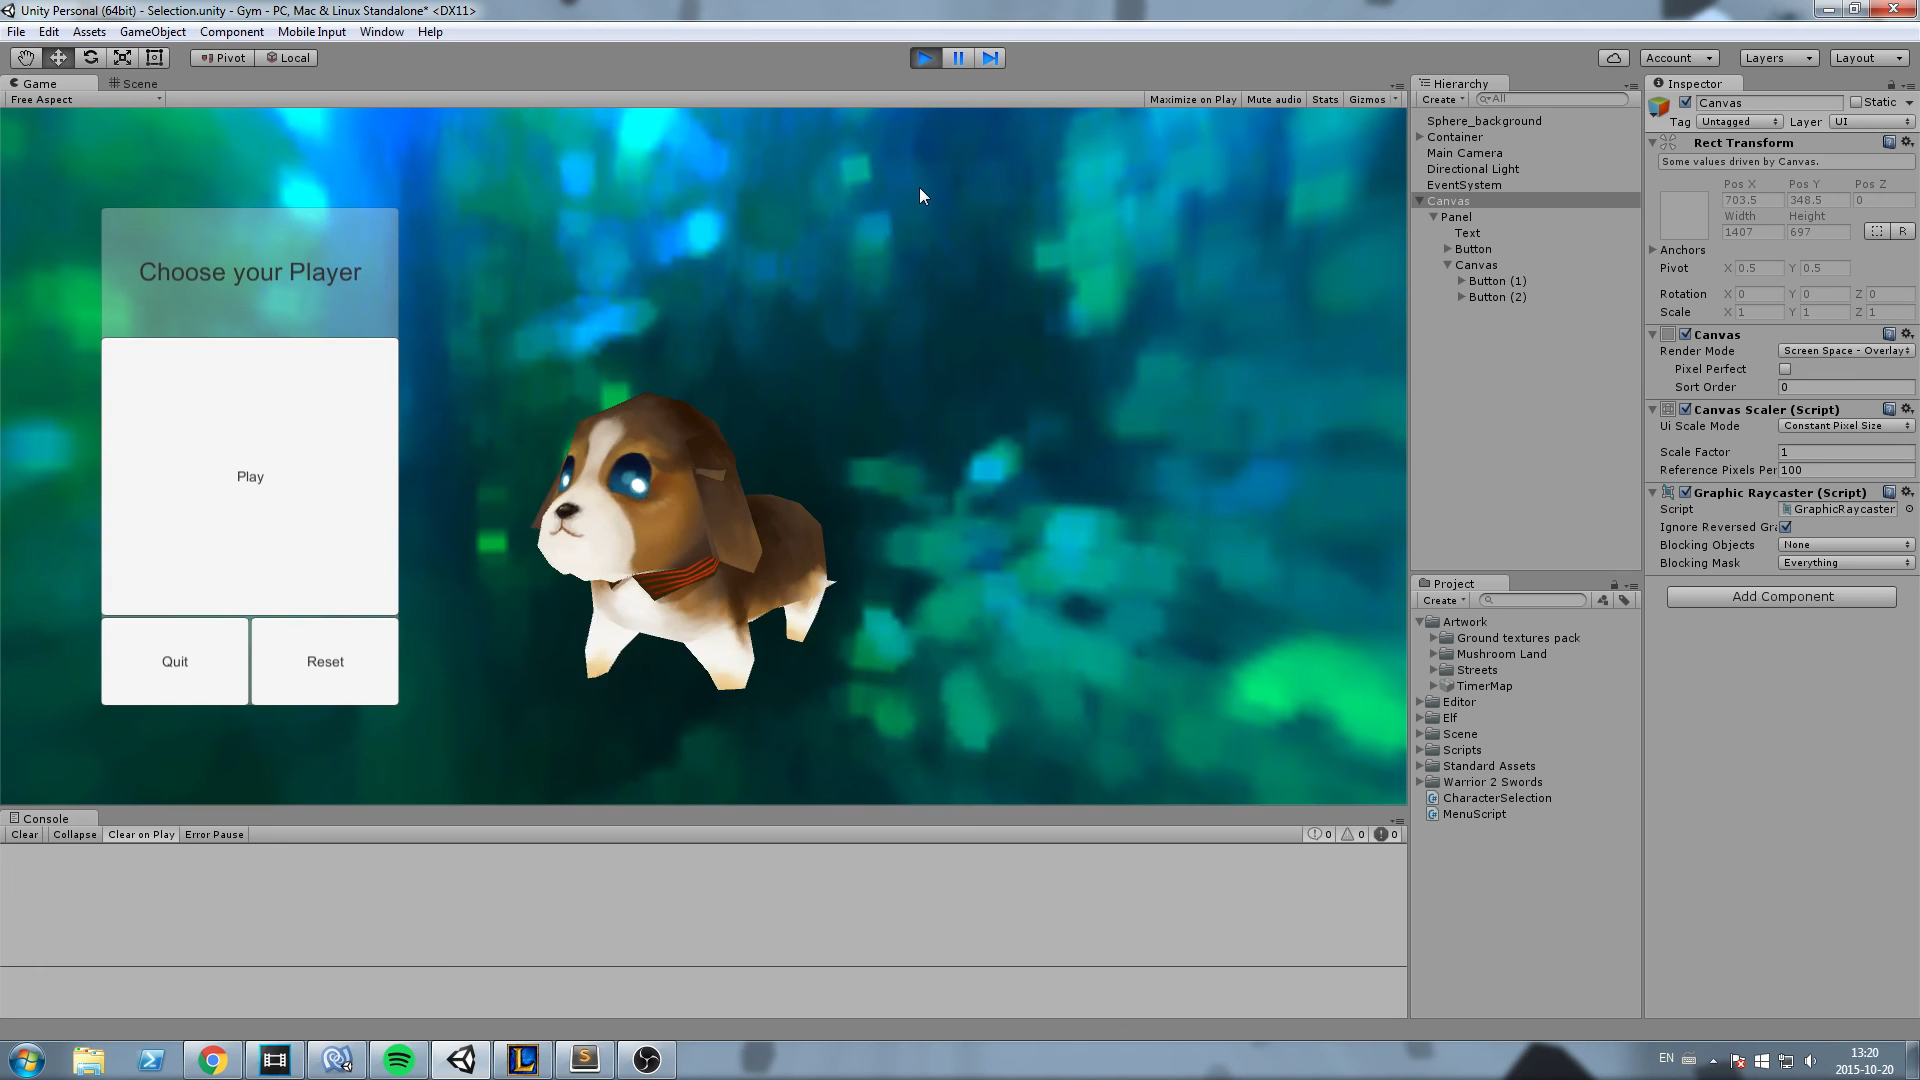 Unity Personal (64bit) - Selection.unity - Gym - PC, Mac & Linux Standalone* <DX11>
File Edit Assets GameObject Component Mobile Input Window Help
Pivot Local Account Layers Layout
Game Scene
Free Aspect Maximize on Play Mute audio Stats Gizmos
Choose your Player
Play
Quit Reset
Hierarchy
Create All
Sphere_background
Container
Main Camera
Directional Light
EventSystem
Canvas
Panel
Text
Button
Canvas
Button (1)
Button (2)
Inspector
Canvas Static
Tag Untagged Layer UI
Rect Transform
Some values driven by Canvas.
Pos X Pos Y Pos Z
703.5 348.5 0
Width Height
1407 697 R
Anchors
Pivot X 0.5 Y 0.5
Rotation X 0 Y 0 Z 0
Scale X 1 Y 1 Z 1
Canvas
Render Mode Screen Space - Overlay
Pixel Perfect
Sort Order 0
Canvas Scaler (Script)
Ui Scale Mode Constant Pixel Size
Scale Factor 1
Reference Pixels Per 100
Graphic Raycaster (Script)
Script GraphicRaycaster
Ignore Reversed Gra
Blocking Objects None
Blocking Mask Everything
Add Component
Project
Create
Artwork
Ground textures pack
Mushroom Land
Streets
TimerMap
Editor
Elf
Scene
Scripts
Standard Assets
Warrior 2 Swords
CharacterSelection
MenuScript
Console
Clear Collapse Clear on Play Error Pause 0 0 0
EN 13:20
2015-10-20